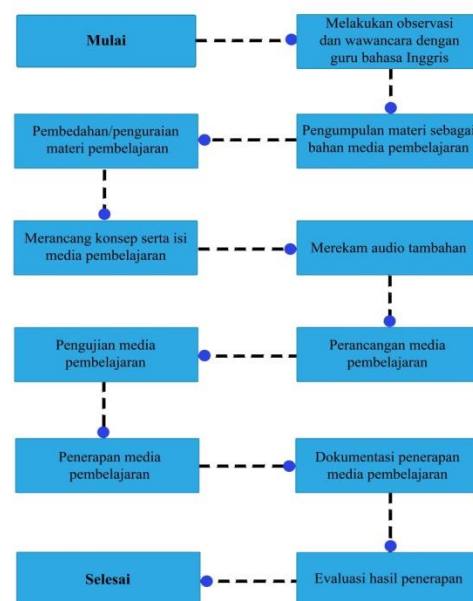 Mulai
Melakukan observasi
dan wawancara dengan
guru bahasa Inggris
Pengumpulan materi sebagai
bahan media pembelajaran
Pembedahan/penguraian
materi pembelajaran
Merancang konsep serta isi
media pembelajaran
Merekam audio tambahan
Perancangan media
pembelajaran
Pengujian media
pembelajaran
Penerapan media
pembelajaran
Dokumentasi penerapan
media pembelajaran
Evaluasi hasil penerapan
Selesai